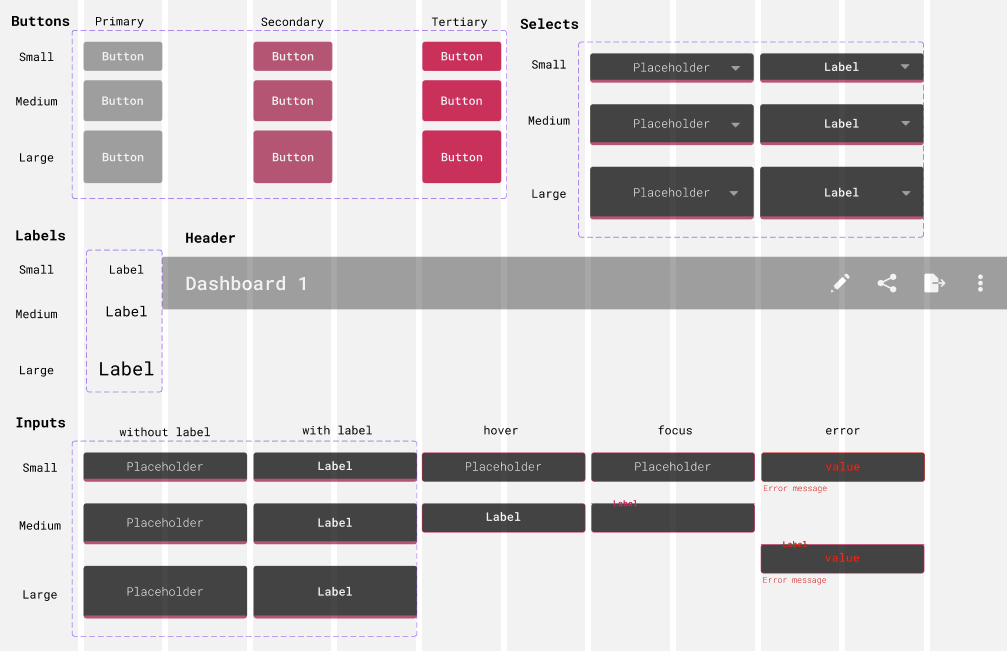 Buttons
Primary
Secondary
Tertiary
Small
Button
Button
Button
Medium
Button
Button
Button
Large
Button
Button
Button
Selects
Small
Placeholder
Label
Medium
Placeholder
Label
Large
Placeholder
Label
Labels
Small
Label
Medium
Label
Large
Label
Header
Dashboard 1
Inputs
without label
with label
hover
focus
error
Small
Placeholder
Label
Placeholder
Placeholder
value
Error message
Medium
Placeholder
Label
Label
Label
Label
value
Error message
Large
Placeholder
Label